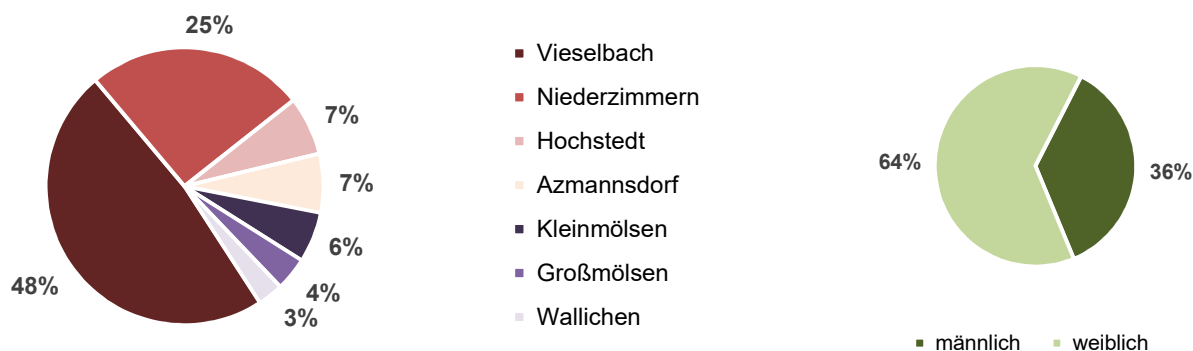 25%
7%
7%
6%
4%
3%
48%
Vieselbach
Niederzimmern
Hochstedt
Azmannsdorf
Kleinmölsen
Großmölsen
Wallichen
64%
36%
männlich weiblich